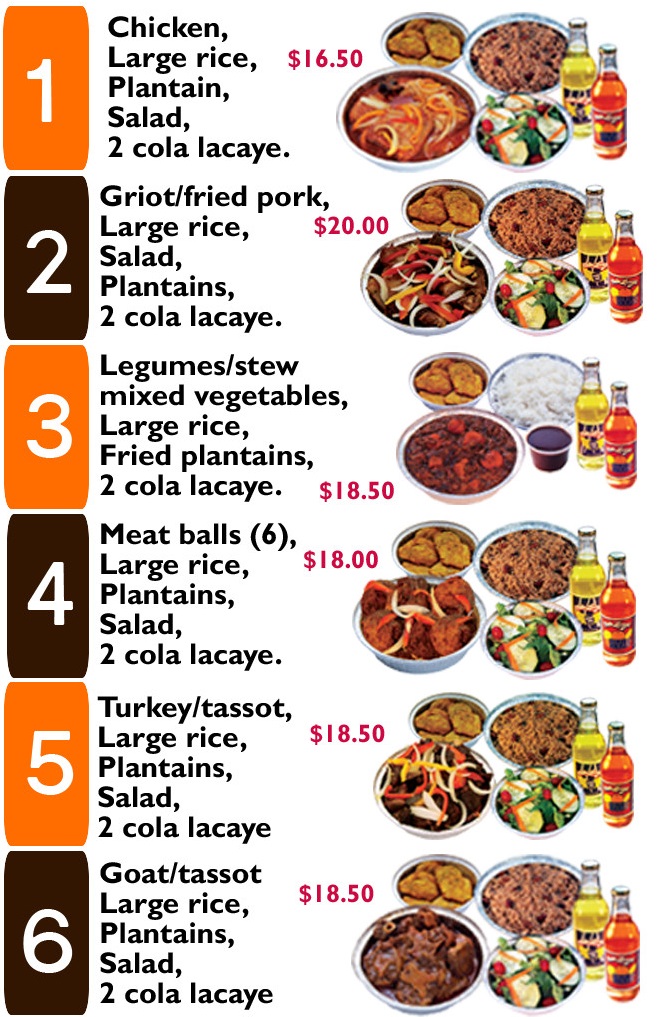 1
Chicken,
Large rice, $16.50
Plantain,
Salad,
2 cola lacaye.
2
Griot/fried pork,
Large rice, $20.00
Salad,
Plantains,
2 cola lacaye.
3
Legumes/stew
mixed vegetables,
Large rice,
Fried plantains,
2 cola lacaye. $18.50
4
Meat balls (6),
Large rice, $18.00
Plantains,
Salad,
2 cola lacaye.
5
Turkey/tassot,
Large rice, $18.50
Plantains,
Salad,
2 cola lacaye
6
Goat/tassot
Large rice, $18.50
Plantains,
Salad,
2 cola lacaye